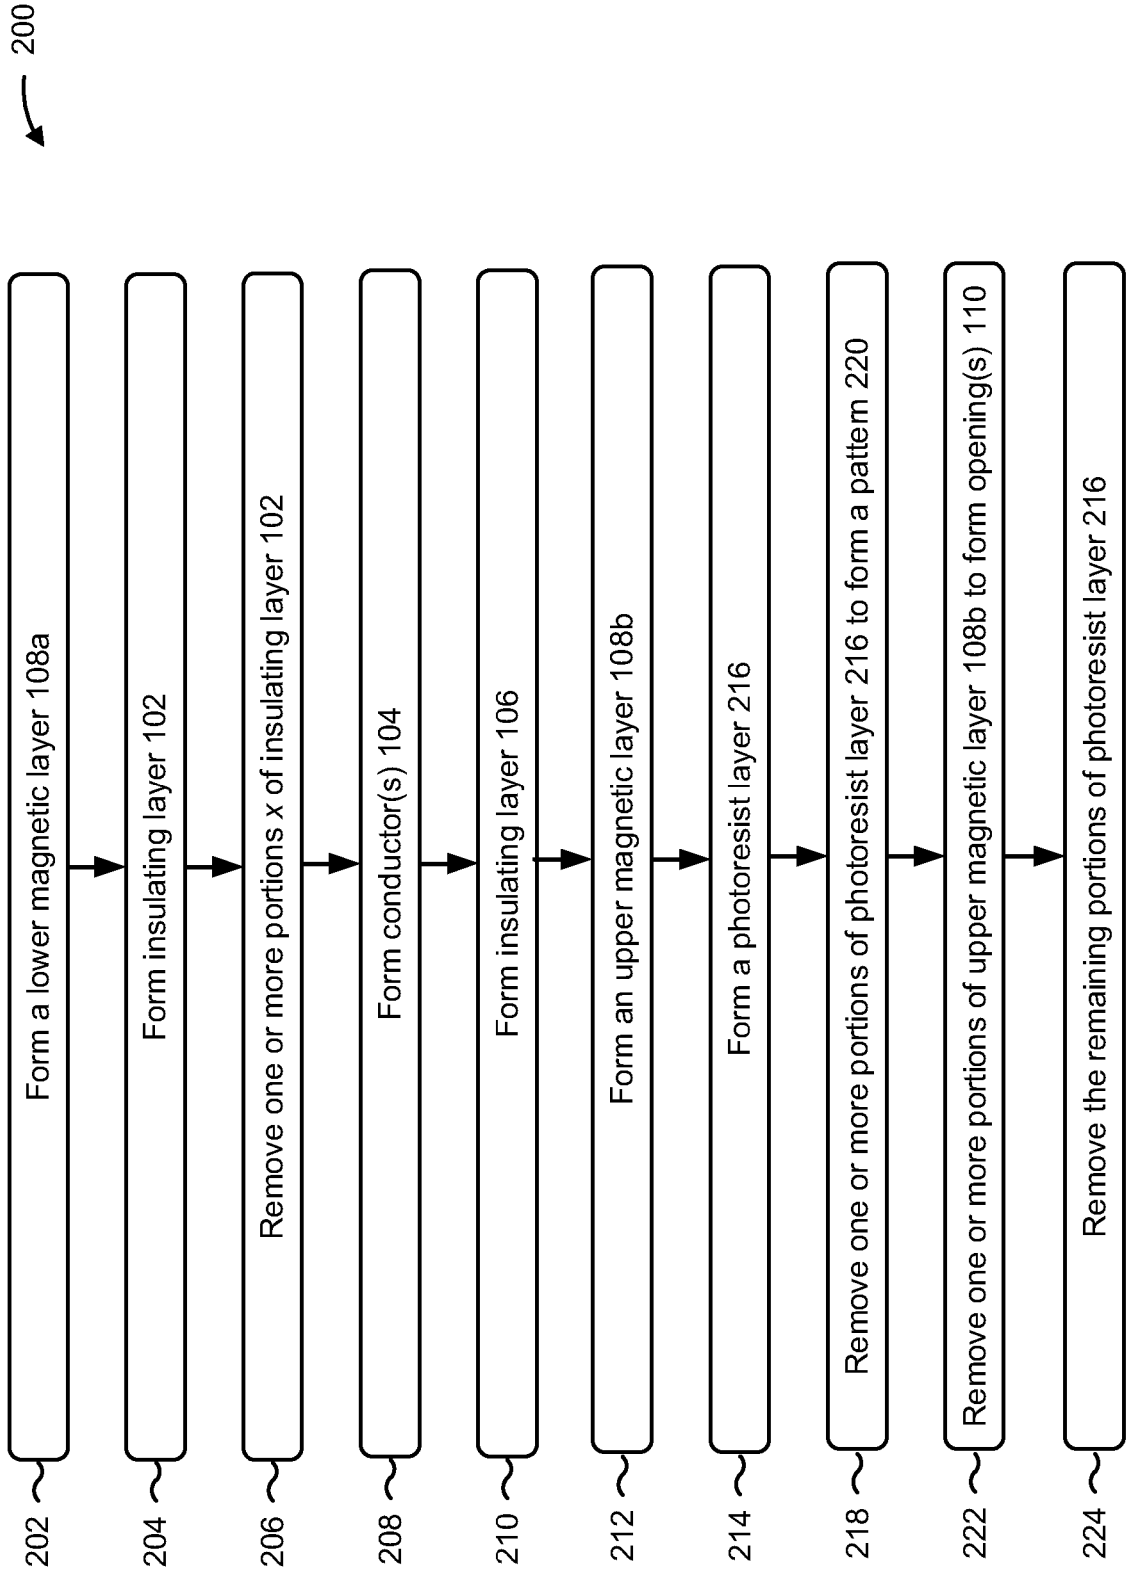 200
202
Form a lower magnetic layer 108a
204
Form insulating layer 102
206
Remove one or more portions x of insulating layer 102
208
Form conductor(s) 104
210
Form insulating layer 106
212
Form an upper magnetic layer 108b
214
Form a photoresist layer 216
218
Remove one or more portions of photoresist layer 216 to form a pattern 220
222
Remove one or more portions of upper magnetic layer 108b to form opening(s) 110
224
Remove the remaining portions of photoresist layer 216